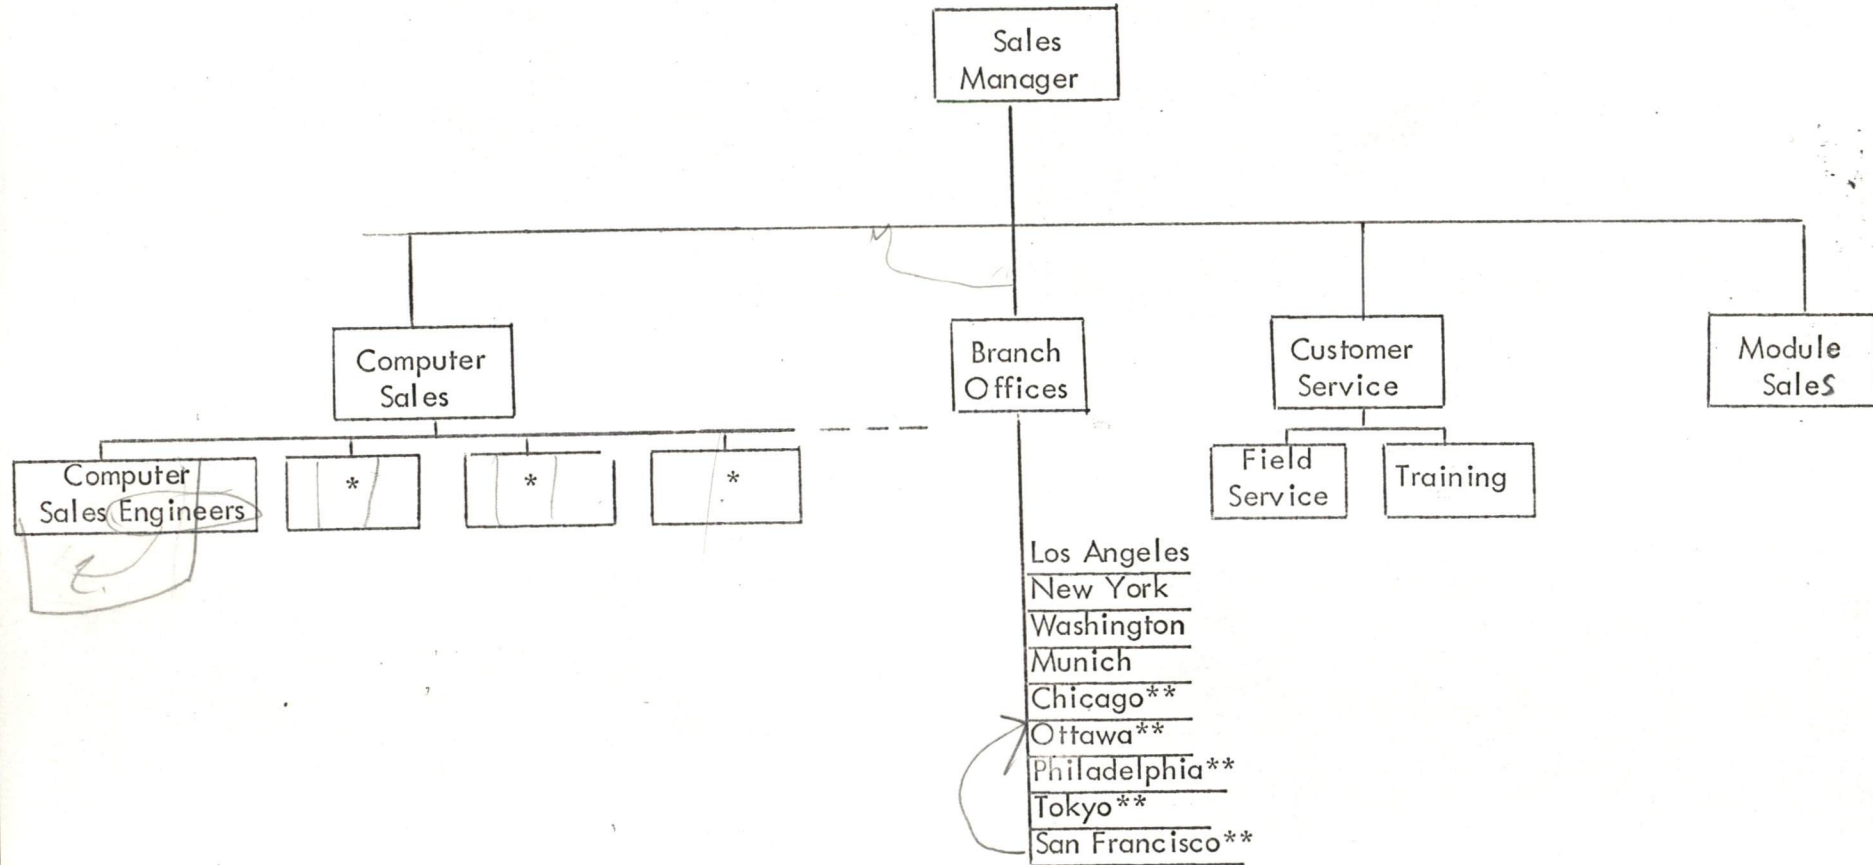 Sales
Manager
Computer
Sales
Branch
Offices
Customer
Service
Module
Sales
Computer
Sales Engineers
*
*
*
Field
Service
Training
Los Angeles
New York
Washington
Munich
Chicago**
Ottawa**
Philadelphia**
Tokyo**
San Francisco**